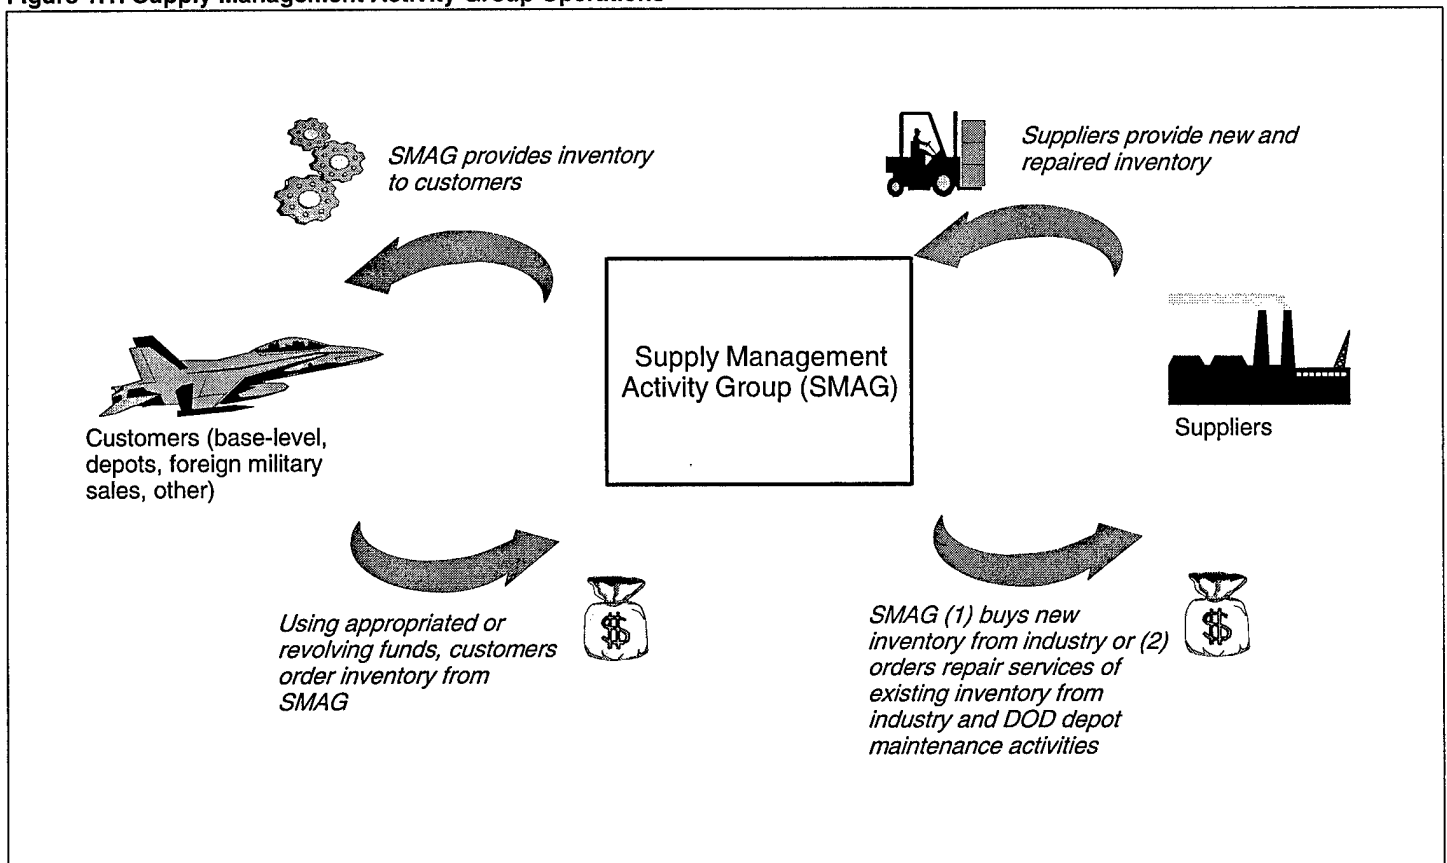 Figure 1.1: Supply Management Activity Group Operations
SMAG provides inventory
to customers
Suppliers provide new and
repaired inventory
Supply Management
Activity Group (SMAG)
Customers (base-level,
depots, foreign military
sales, other)
Suppliers
Using appropriated or
revolving funds, customers
order inventory from
SMAG
$
SMAG (1) buys new
inventory from industry or (2)
orders repair services of
existing inventory from
industry and DOD depot
maintenance activities
$